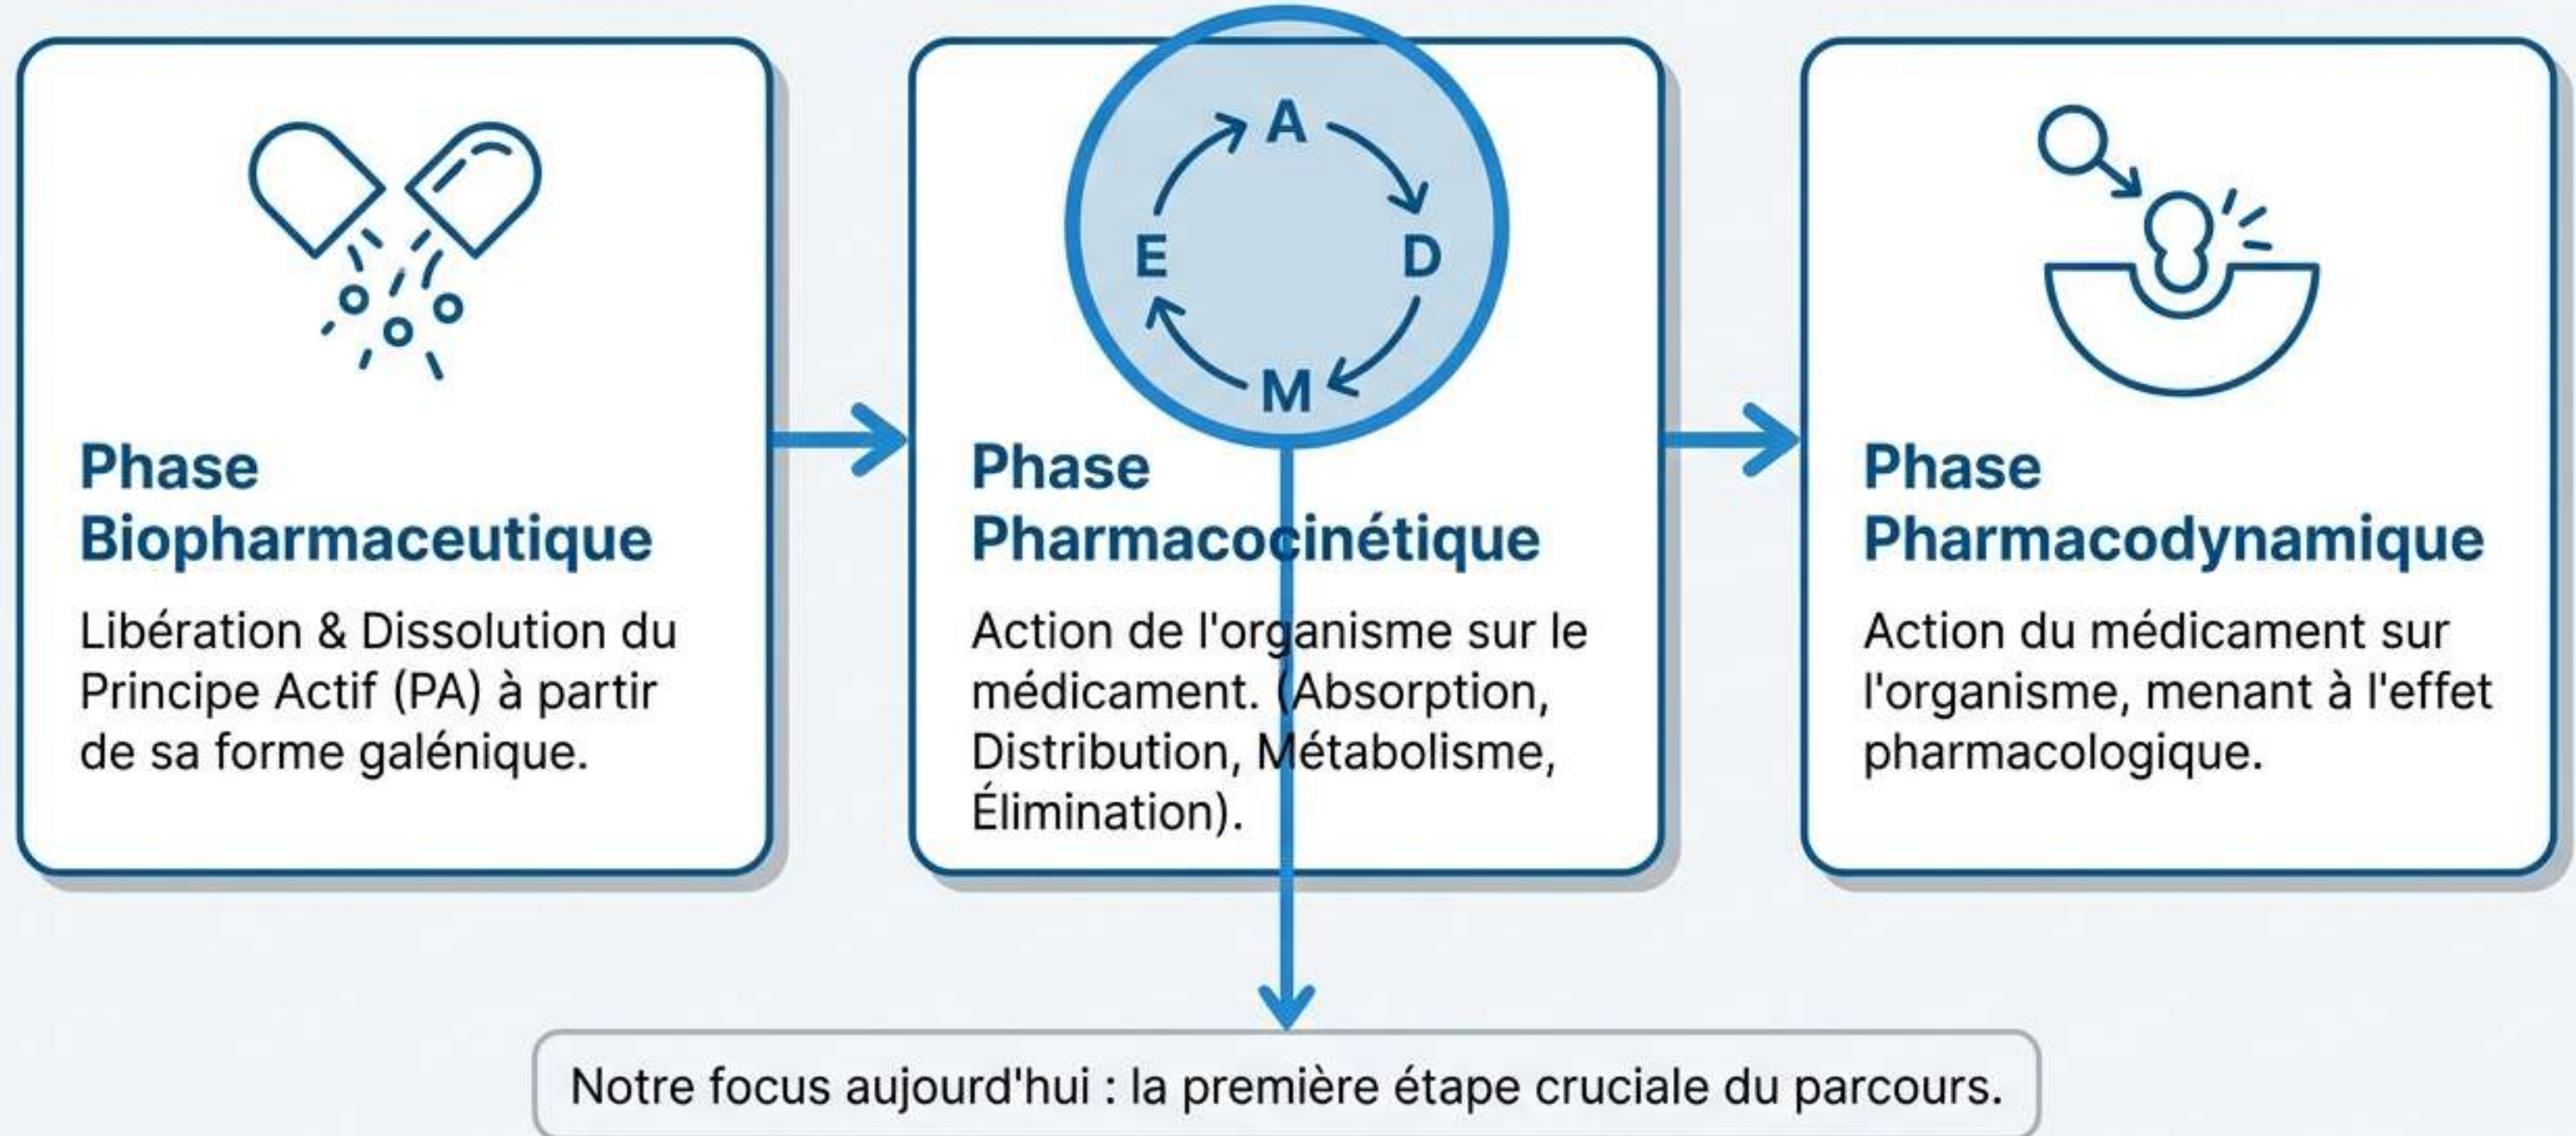 Phase
Biopharmaceutique
Libération & Dissolution du
Principe Actif (PA) à partir
de sa forme galénique.
A
D
M
E
Phase
Pharmacocinétique
Action de l'organisme sur le
médicament. (Absorption,
Distribution, Métabolisme,
Élimination).
Phase
Pharmacodynamique
Action du médicament sur
l'organisme, menant à l'effet
pharmacologique.
Notre focus aujourd'hui : la première étape cruciale du parcours.